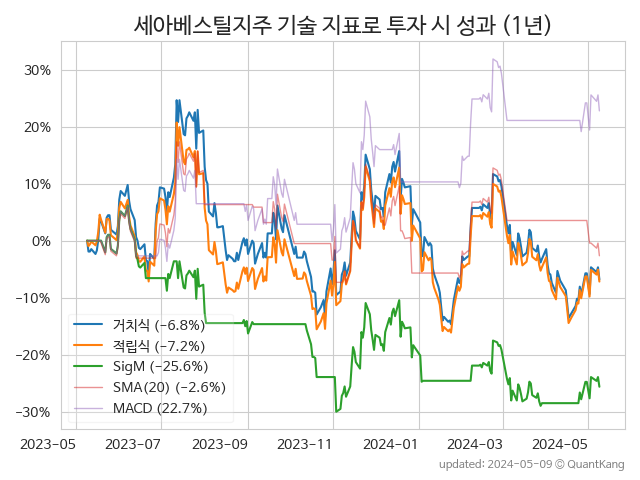 세아베스틸지주 기술 지표로 투자 시 성과 (1년)
30%
20%
10%
0%
−10%
−20%
−30%
거치식 (−6.8%)
적립식 (−7.2%)
SigM (−25.6%)
SMA(20) (−2.6%)
MACD (22.7%)
2023-05 2023-07 2023-09 2023-11 2024-01 2024-03 2024-05
updated: 2024-05-09 © QuantKang